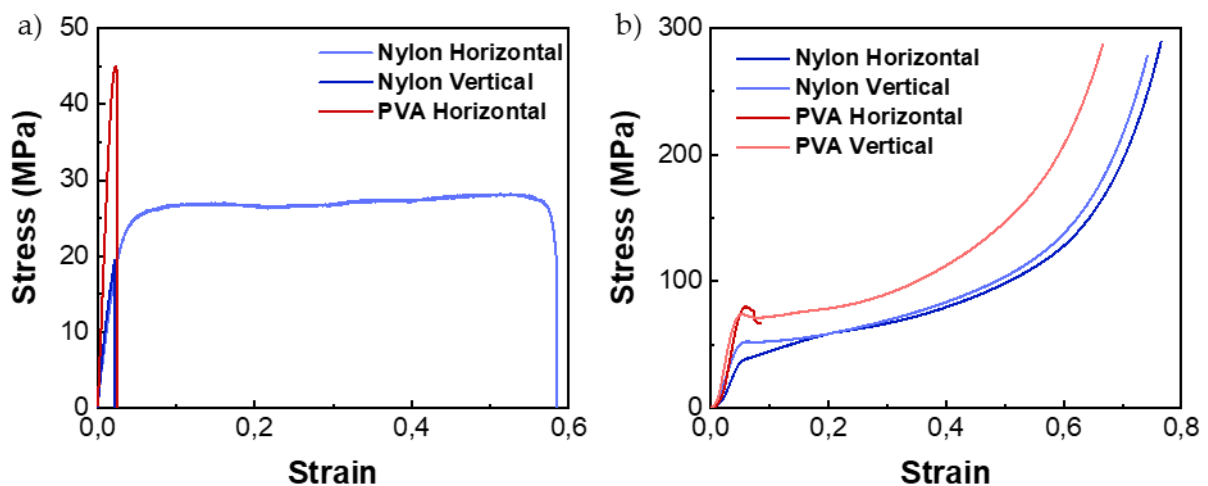 a)
50
40
30
20
10
0
Stress (MPa)
Nylon Horizontal
Nylon Vertical
PVA Horizontal
0,0
0,2
0,4
0,6
Strain
b)
300
200
100
0
Stress (MPa)
Nylon Horizontal
Nylon Vertical
PVA Horizontal
PVA Vertical
0,0
0,2
0,4
0,6
0,8
Strain